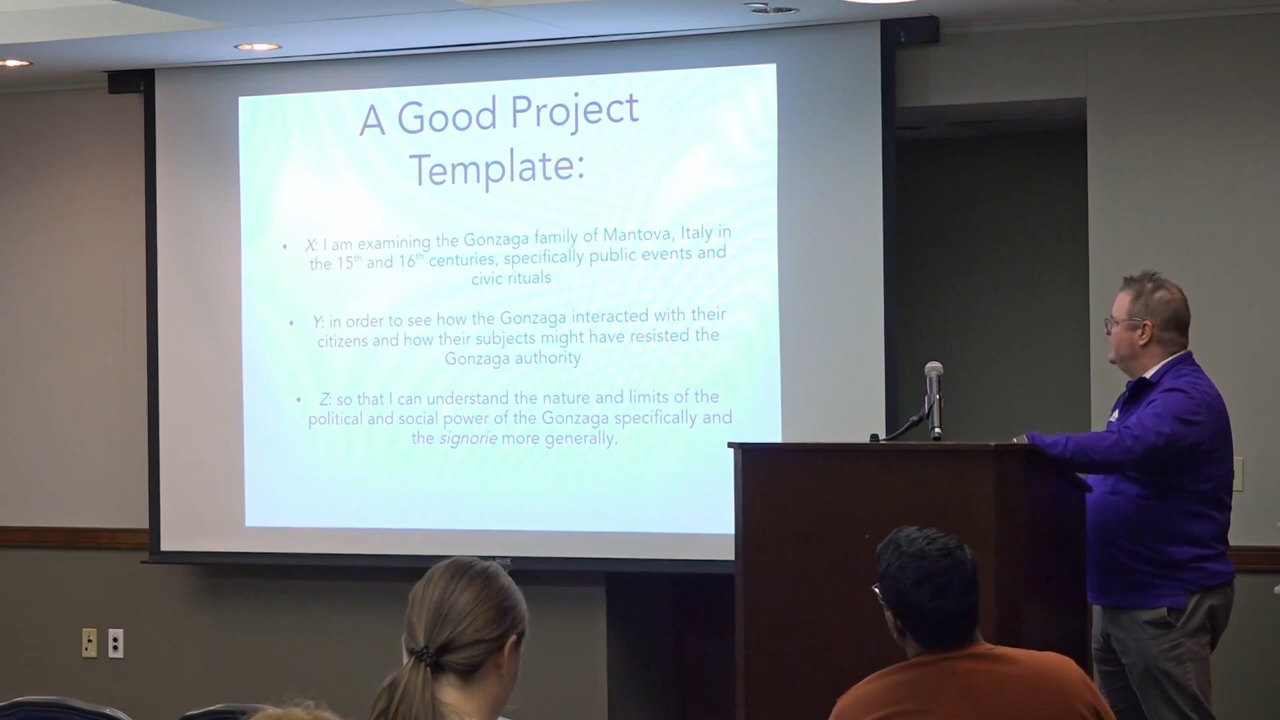 A Good Project
Template:
• X: I am examining the Gonzaga family of Mantova, Italy in
the 15th and 16th centuries, specifically public events and
civic rituals
• Y: in order to see how the Gonzaga interacted with their
citizens and how their subjects might have resisted the
Gonzaga authority
• Z: so that I can understand the nature and limits of the
political and social power of the Gonzaga specifically and
the signorie more generally.